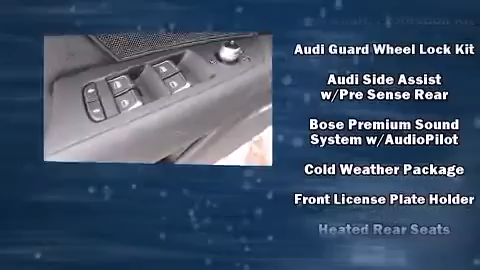 Audi Guard Wheel Lock Kit
Audi Side Assist
w/Pre Sense Rear
Bose Premium Sound
System w/AudioPilot
Cold Weather Package
Front License Plate Holder
Heated Rear Seats